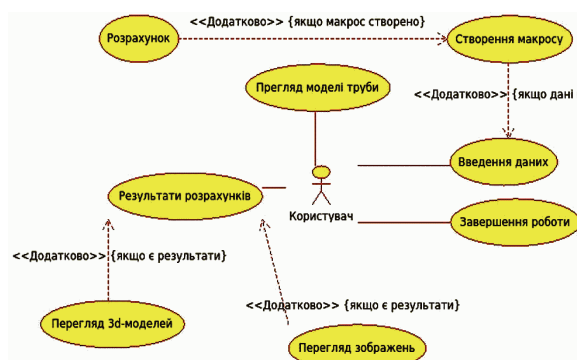 <<Додатково>> {якщо макрос створено}
Розрахунок
Створення макросу
Прегляд моделі труби
<<Додатково>> {якщо дані
Введення даних
Результати розрахунків
Користувач
Завершення роботи
<<Додатково>> {якщо є результати}
<<Додатково>> {якщо є результати}
Перегляд 3d-моделей
Перегляд зображень